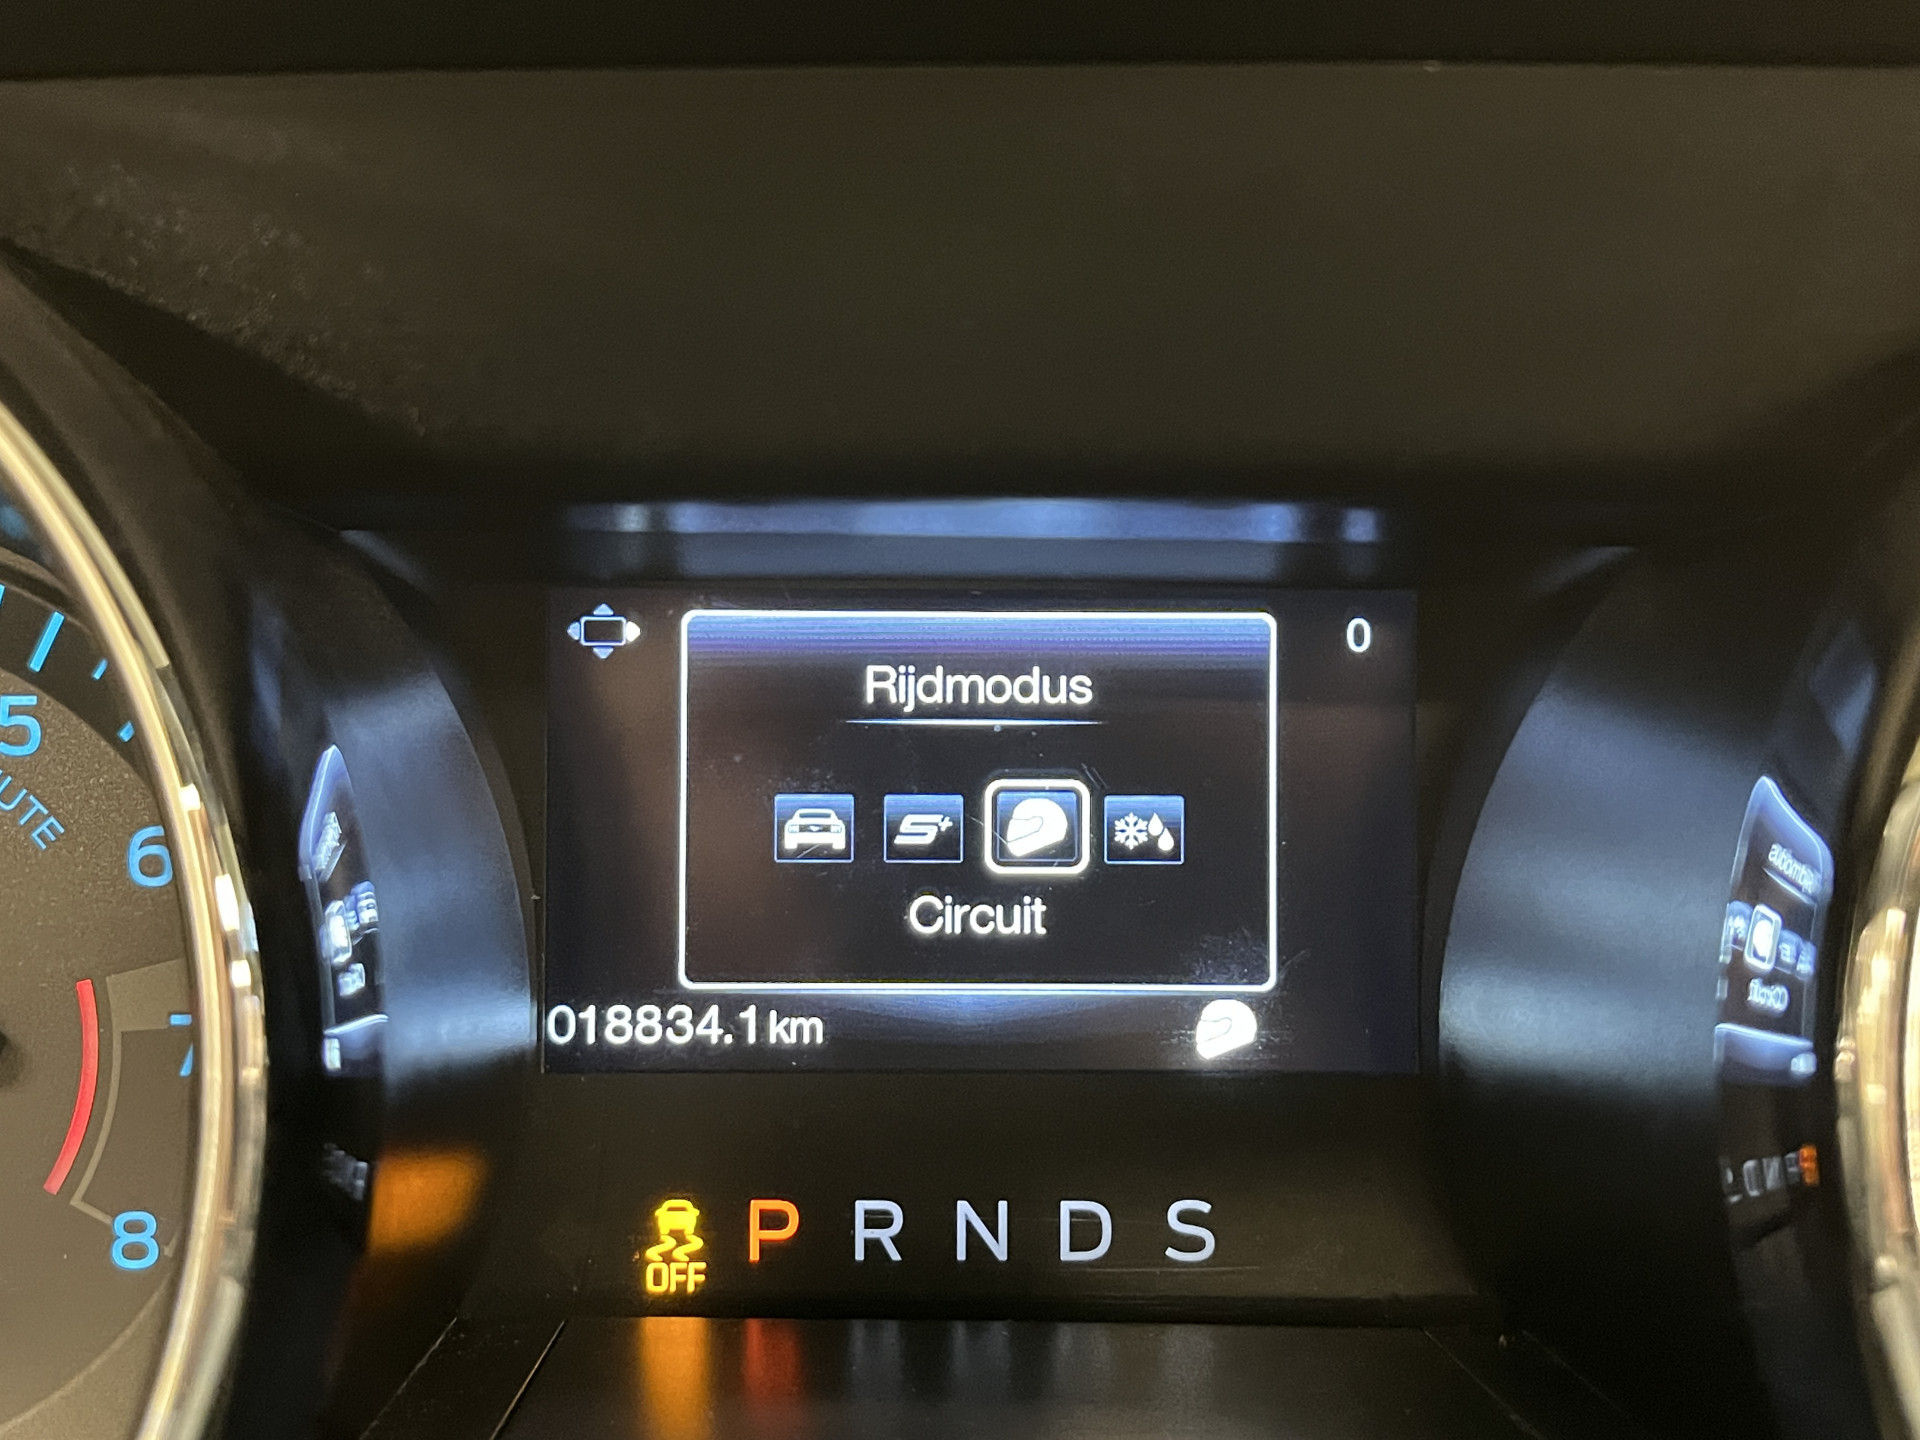 0
Rijdmodus
S+
Circuit
018834.1 km
OFF P R N D S
5
6
7
8